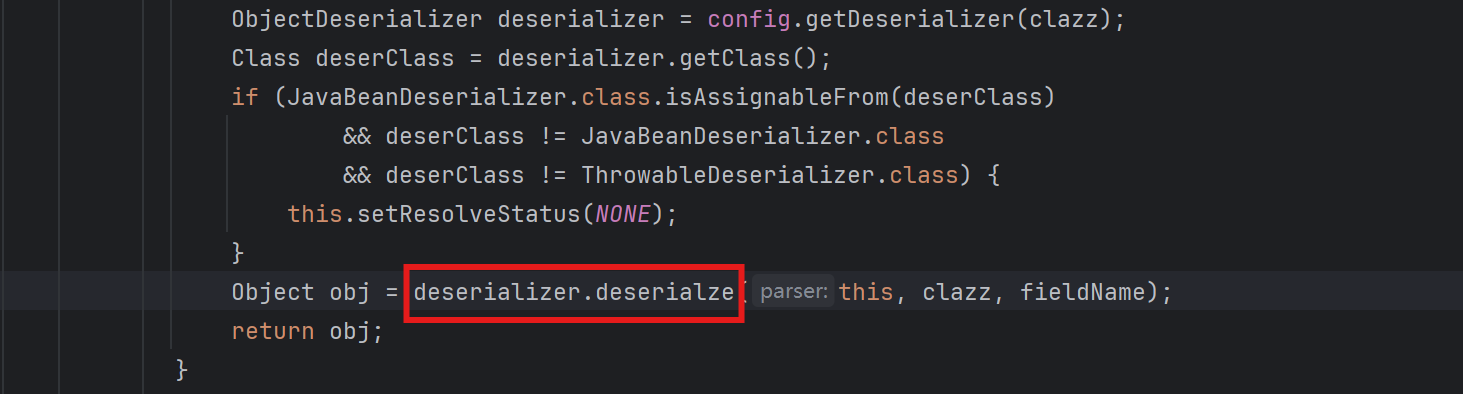 ObjectDeserializer deserializer = config.getDeserializer(clazz);
Class deserClass = deserializer.getClass();
if (JavaBeanDeserializer.class.isAssignableFrom(deserClass)
&& deserClass != JavaBeanDeserializer.class
&& deserClass != ThrowableDeserializer.class) {
this.setResolveStatus(NONE);
}
Object obj = deserializer.deserialze( parser: this, clazz, fieldName);
return obj;
}